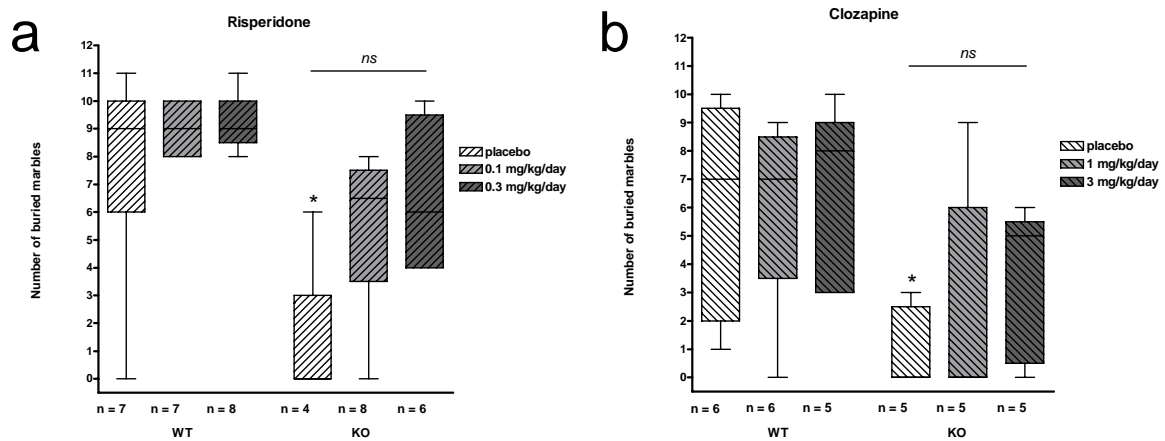 a
Risperidone
12
11
10
9
8
7
6
5
4
3
2
1
0
Number of buried marbles
ns
*
placebo
0.1 mg/kg/day
0.3 mg/kg/day
n = 7 n = 7 n = 8 n = 4 n = 8 n = 6
WT KO
b
Clozapine
12
11
10
9
8
7
6
5
4
3
2
1
0
Number of buried marbles
ns
*
placebo
1 mg/kg/day
3 mg/kg/day
n = 6 n = 6 n = 5 n = 5 n = 5 n = 5
WT KO